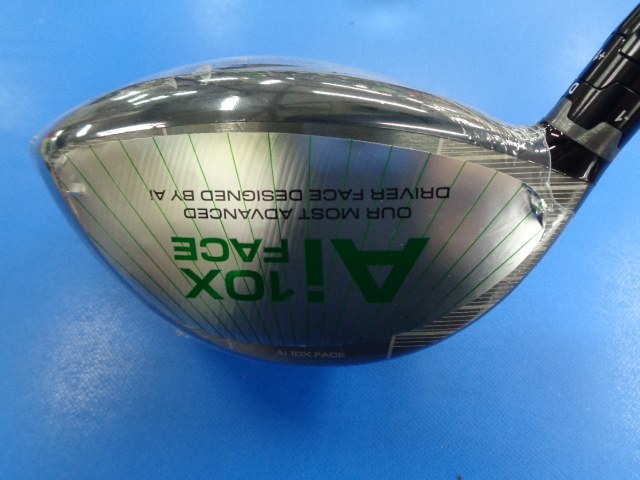 Ai 10X
FACE
OUR MOST ADVANCED
DRIVER FACE DESIGNED BY Ai
Ai 10X FACE